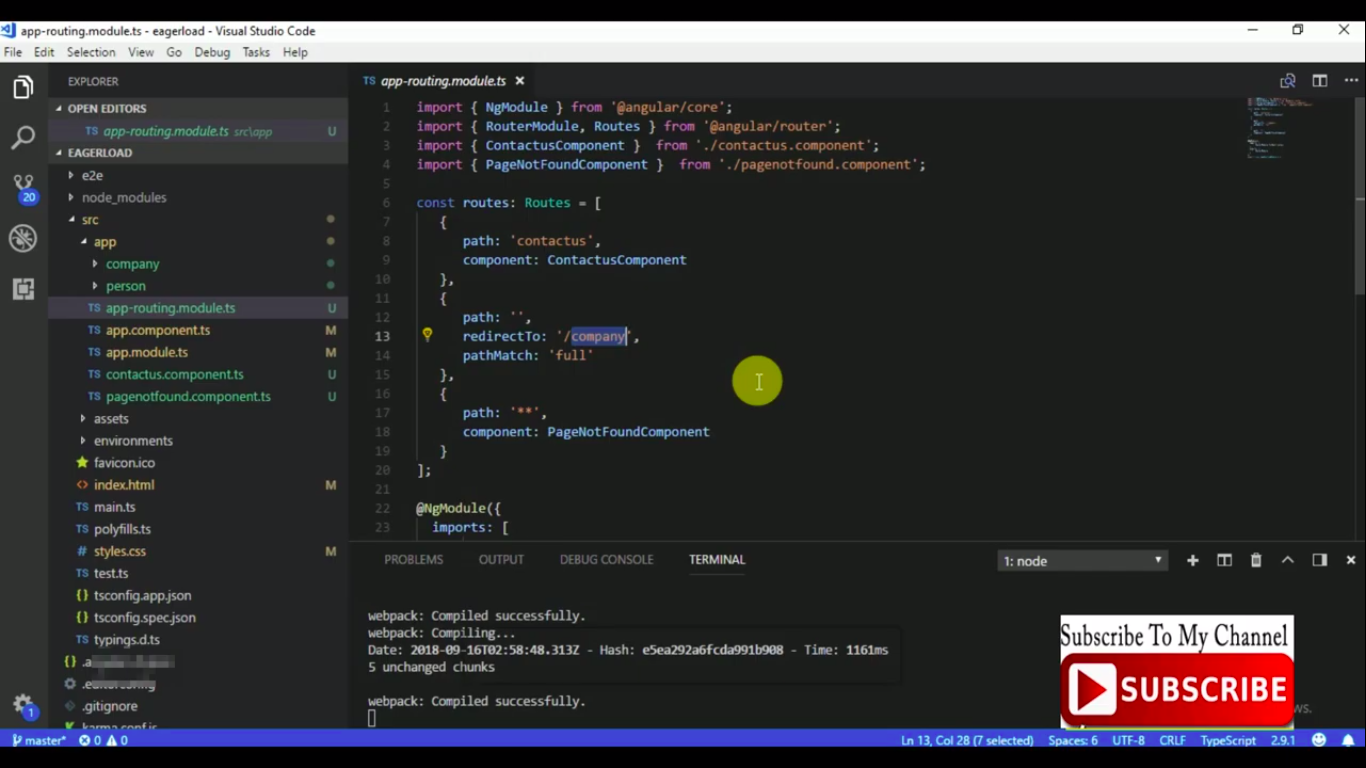 app-routing.module.ts - eagerload - Visual Studio Code
File Edit Selection View Go Debug Tasks Help
EXPLORER
OPEN EDITORS
TS app-routing.module.ts src\app U
EAGERLOAD
e2e
node_modules
src
app
company
person
TS app-routing.module.ts U
TS app.component.ts M
TS app.module.ts M
TS contactus.component.ts U
TS pagenotfound.component.ts U
assets
environments
favicon.ico
<> index.html M
TS main.ts
TS polyfills.ts
# styles.css M
TS test.ts
{} tsconfig.app.json
{} tsconfig.spec.json
TS typings.d.ts
.editorconfig
.gitignore
karma.conf.js
20
1
TS app-routing.module.ts
1 import { NgModule } from '@angular/core';
2 import { RouterModule, Routes } from '@angular/router';
3 import { ContactusComponent }  from './contactus.component';
4 import { PageNotFoundComponent }  from './pagenotfound.component';
5
6 const routes: Routes = [
7 {
8 path: 'contactus',
9 component: ContactusComponent
10 },
11 {
12 path: '',
13 redirectTo: '/company',
14 pathMatch: 'full'
15 },
16 {
17 path: '**',
18 component: PageNotFoundComponent
19 }
20 ];
21
22 @NgModule({
23 imports: [
PROBLEMS OUTPUT DEBUG CONSOLE TERMINAL 1: node
webpack: Compiled successfully.
webpack: Compiling...
Date: 2018-09-16T02:58:48.313Z - Hash: e5ea292a6fcda991b908 - Time: 1161ms
5 unchanged chunks
webpack: Compiled successfully.
Subscribe To My Channel
SUBSCRIBE
master* 0 0 Ln 13, Col 28 (7 selected) Spaces: 6 UTF-8 CRLF TypeScript 2.9.1